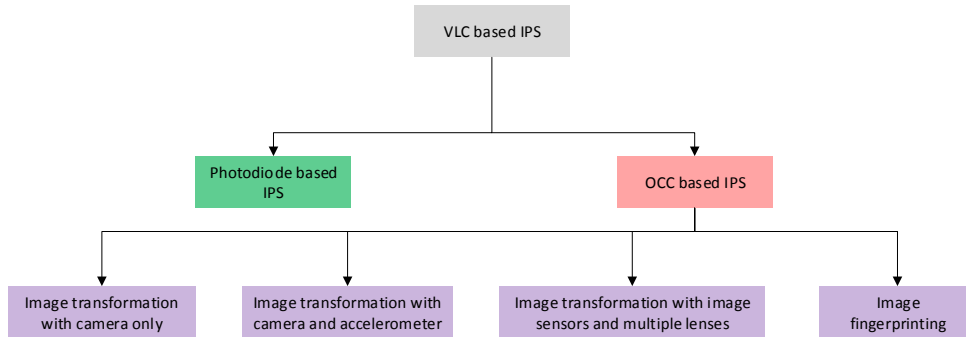 VLC based IPS
Photodiode based
IPS
OCC based IPS
Image transformation
with camera only
Image transformation with
camera and accelerometer
Image transformation with image
sensors and multiple lenses
Image
fingerprinting